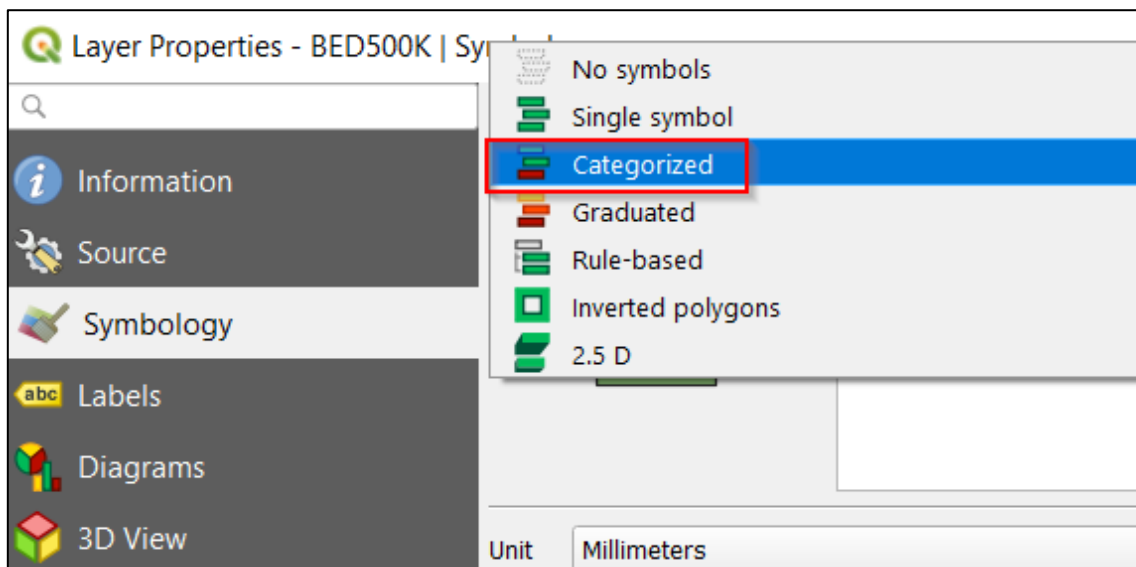 Layer Properties - BED500K | Sy
No symbols
Single symbol
Categorized
Graduated
Rule-based
Inverted polygons
2.5 D
Information
Source
Symbology
abc Labels
Diagrams
3D View
Unit Millimeters